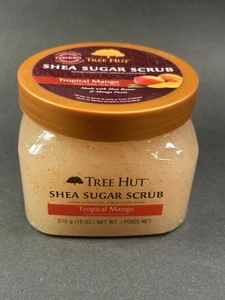 CERTIFIED
TREE HUT
SHEA SUGAR SCRUB
Tropical Mango
Made with Shea Butter
& Mango Puree
TREE HUT
SHEA SUGAR SCRUB
Tropical Mango
510 g (18 OZ.) NET WT. / POIDS NET